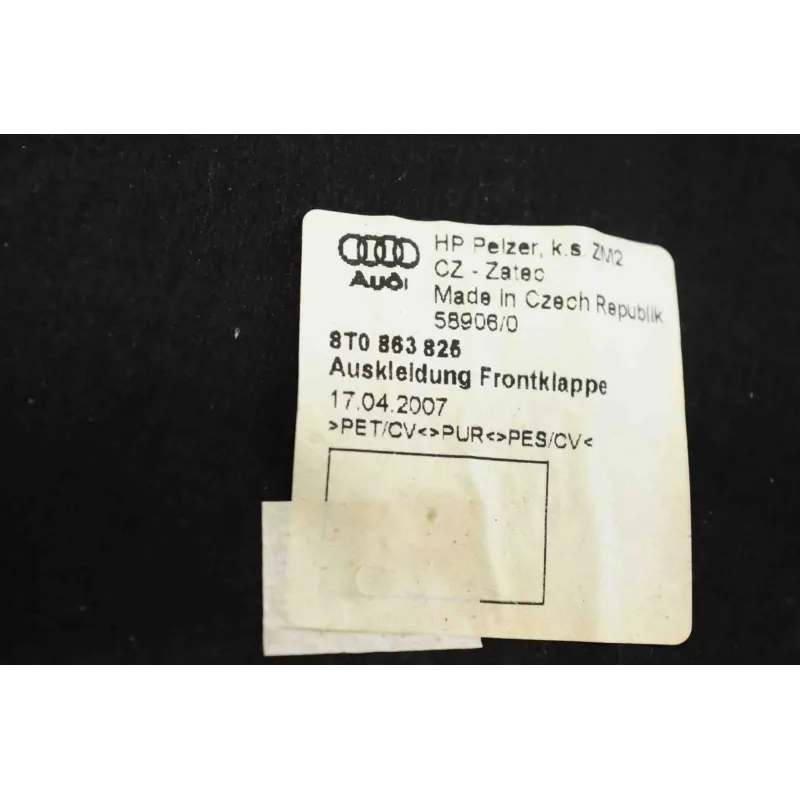 HP Pelzer, k.s. ZM2
CZ - Zatec
Made in Czech Republik
58906/0
Audi
8T0 863 825
Auskleidung Frontklappe
17.04.2007
>PET/CV<>PUR<>PES/CV<